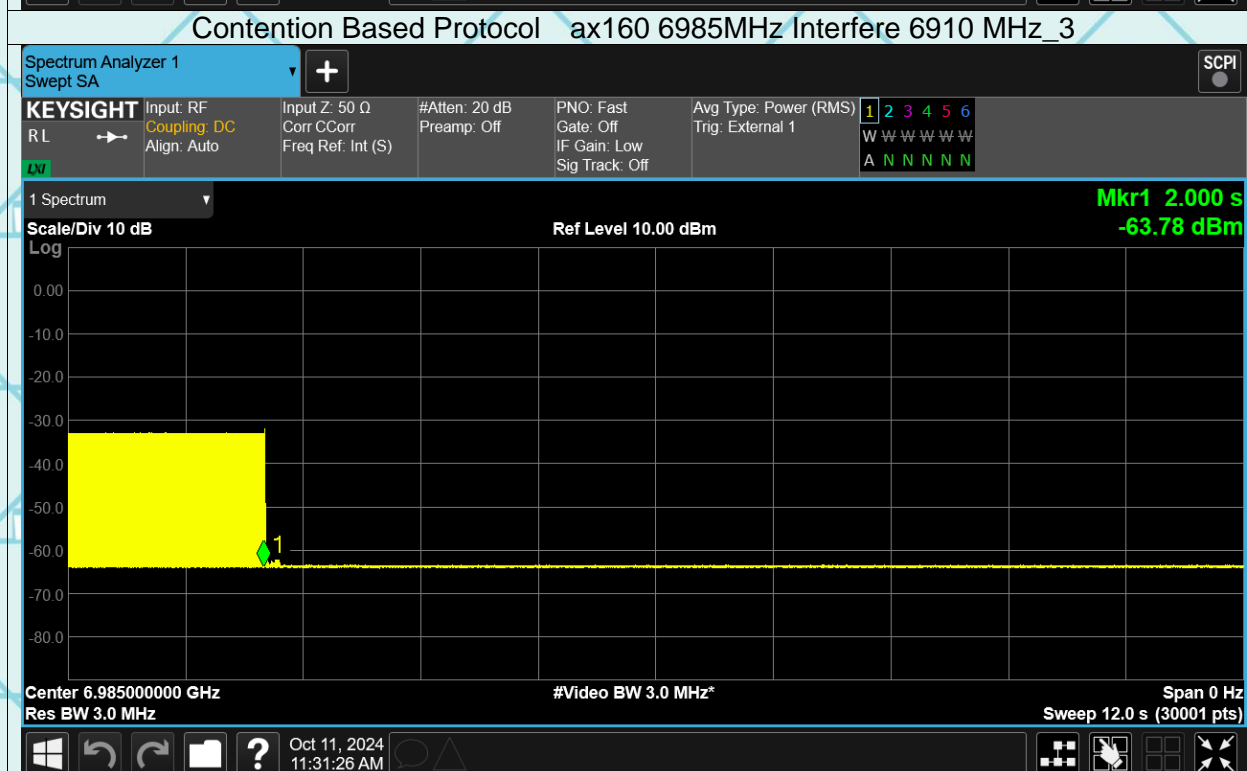 Contention Based Protocol ax160 6985MHz Interfere 6910 MHz_3
Spectrum Analyzer 1
Swept SA
SCPI
KEYSIGHT
RL
LXI
Input: RF
Coupling: DC
Align: Auto
Input Z: 50 Ω
Corr CCorr
Freq Ref: Int (S)
#Atten: 20 dB
Preamp: Off
PNO: Fast
Gate: Off
IF Gain: Low
Sig Track: Off
Avg Type: Power (RMS)
Trig: External 1
1 2 3 4 5 6
W W W W W W
A N N N N N
1 Spectrum
Mkr1 2.000 s
Scale/Div 10 dB
Ref Level 10.00 dBm
-63.78 dBm
Log
0.00
-10.0
-20.0
-30.0
-40.0
-50.0
1
-60.0
-70.0
-80.0
Center 6.985000000 GHz
#Video BW 3.0 MHz*
Span 0 Hz
Res BW 3.0 MHz
Sweep 12.0 s (30001 pts)
?
Oct 11, 2024
11:31:26 AM